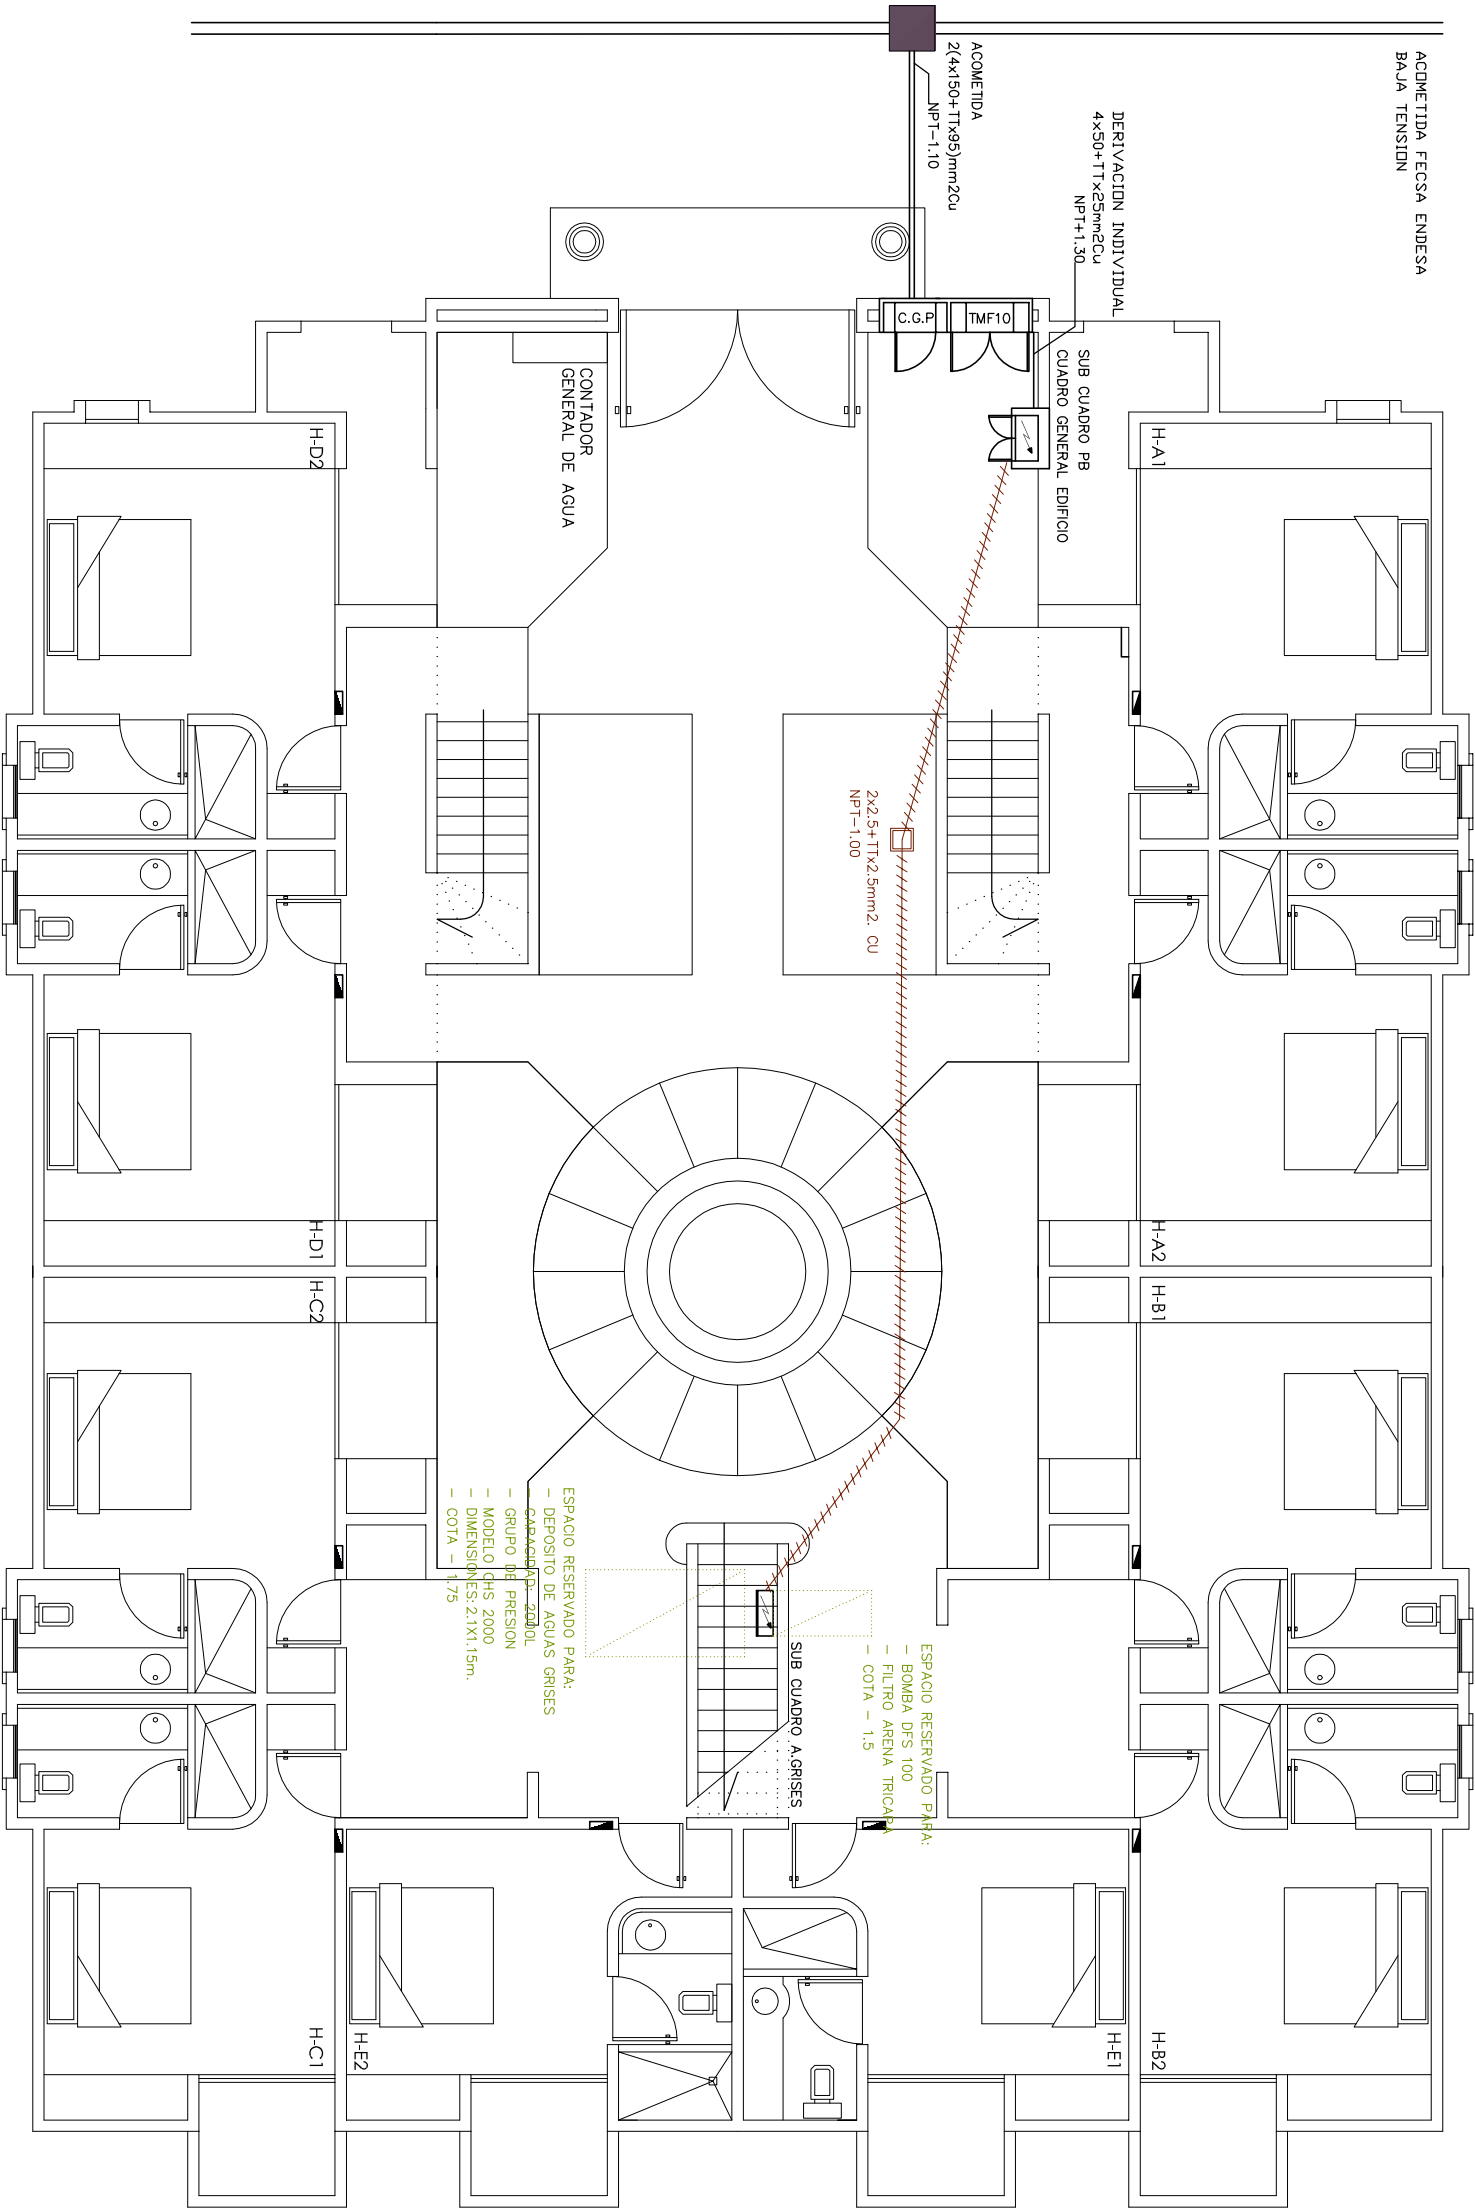 ACOMETIDA FECSA ENDESA
BAJA TENSION
DERIVACION INDIVIDUAL
4x50+TTx25mm2Cu
NPT+1.30
ACOMETIDA
2(4x150+TTx95)mm2Cu
NPT-1.10
C.G.P
TMF10
SUB CUADRO PB
CUADRO GENERAL EDIFICIO
CONTADOR
GENERAL DE AGUA
H-A1
H-D2
2x2.5+TTx2.5mm2. CU
NPT-1.00
H-A2
H-D1
H-B1
H-C2
ESPACIO RESERVADO PARA:
- DEPOSITO DE AGUAS GRISES
- CAPACIDAD: 2000L
- GRUPO DE PRESION
- MODELO CHS 2000
- DIMENSIONES: 2.1X1.15m.
- COTA - 1.75
SUB CUADRO A.GRISES
ESPACIO RESERVADO PARA:
- BOMBA DFS 100
- FILTRO ARENA TRICAPA
- COTA - 1.5
H-B2
H-E1
H-E2
H-C1